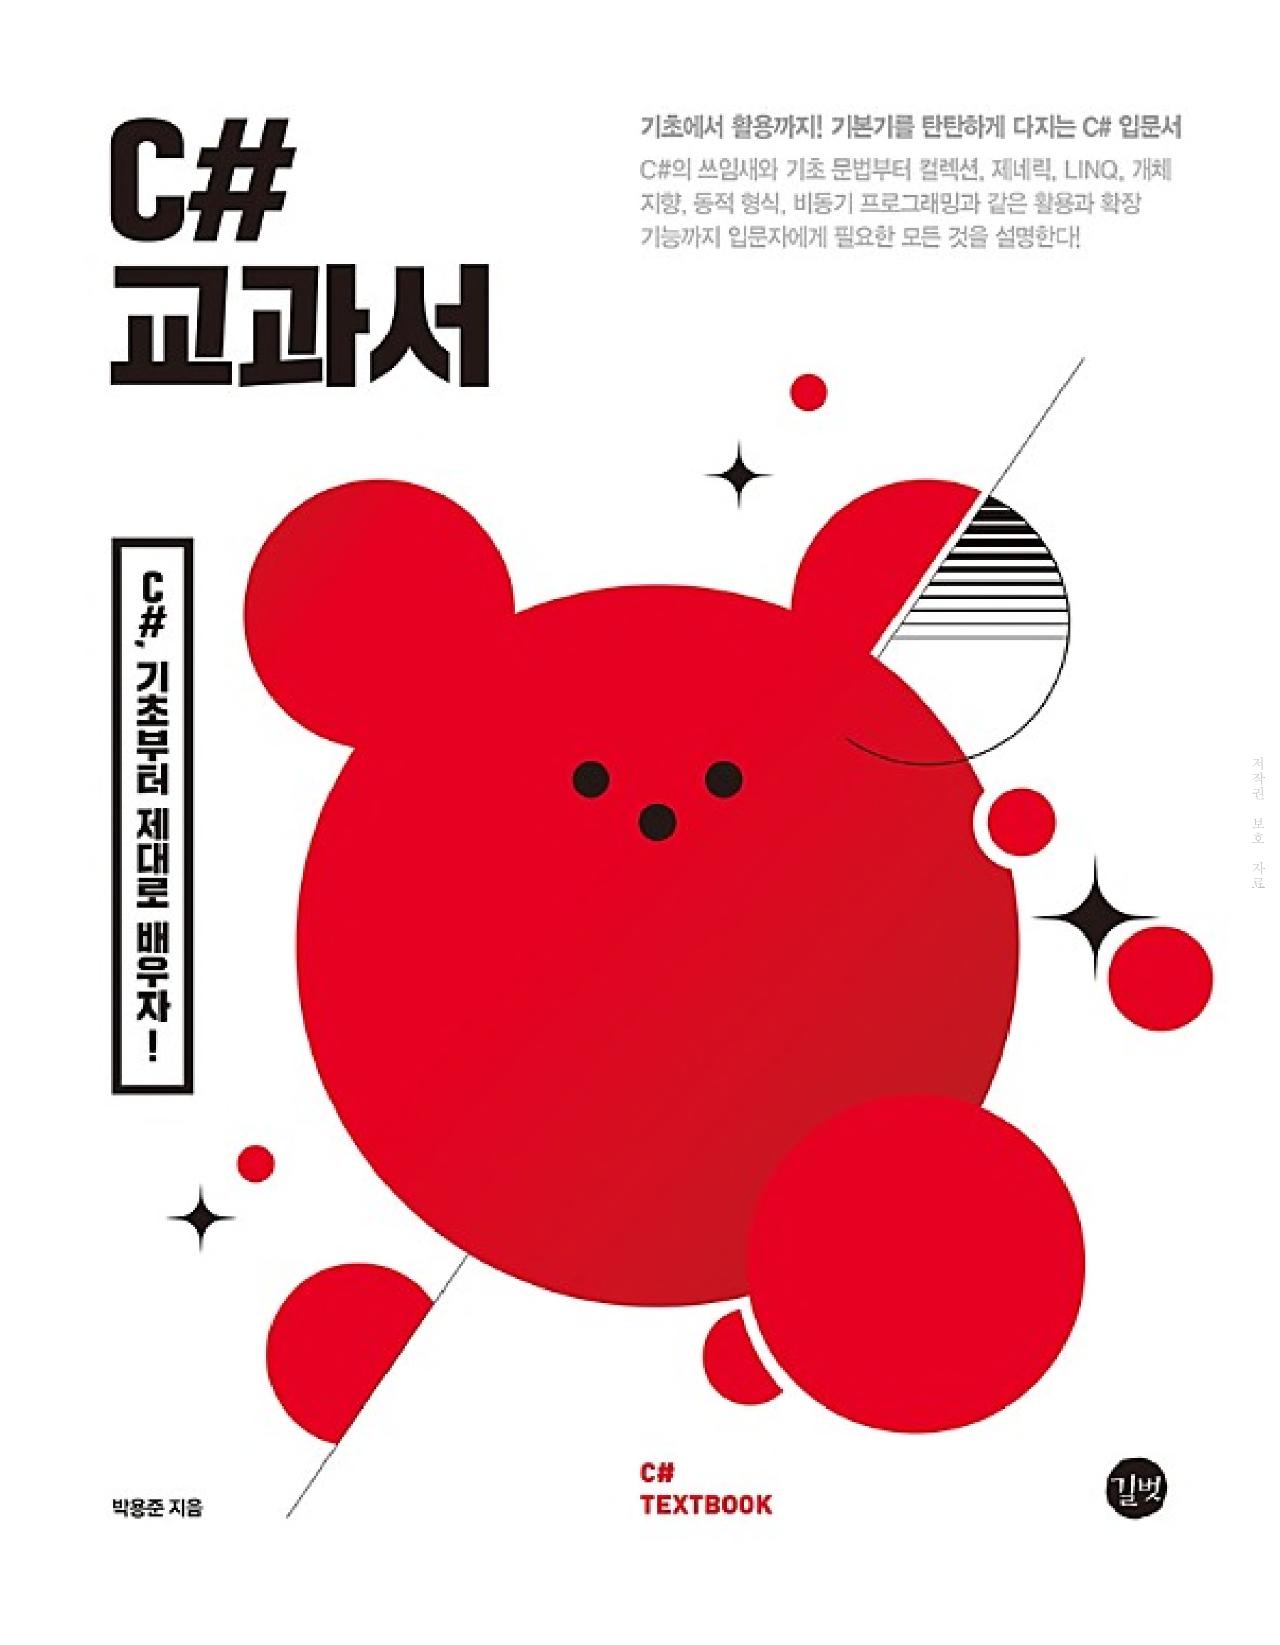 C#
교과서
기초에서 활용까지! 기본기를 탄탄하게 다지는 C# 입문서
C#의 쓰임새와 기초 문법부터 컬렉션, 제네릭, LINQ, 개체
지향, 동적 형식, 비동기 프로그래밍과 같은 활용과 확장
기능까지 입문자에게 필요한 모든 것을 설명한다!
C#, 기초부터 제대로 배우자!
저작권 보호 자료
박용준 지음
C#
TEXTBOOK
길벗